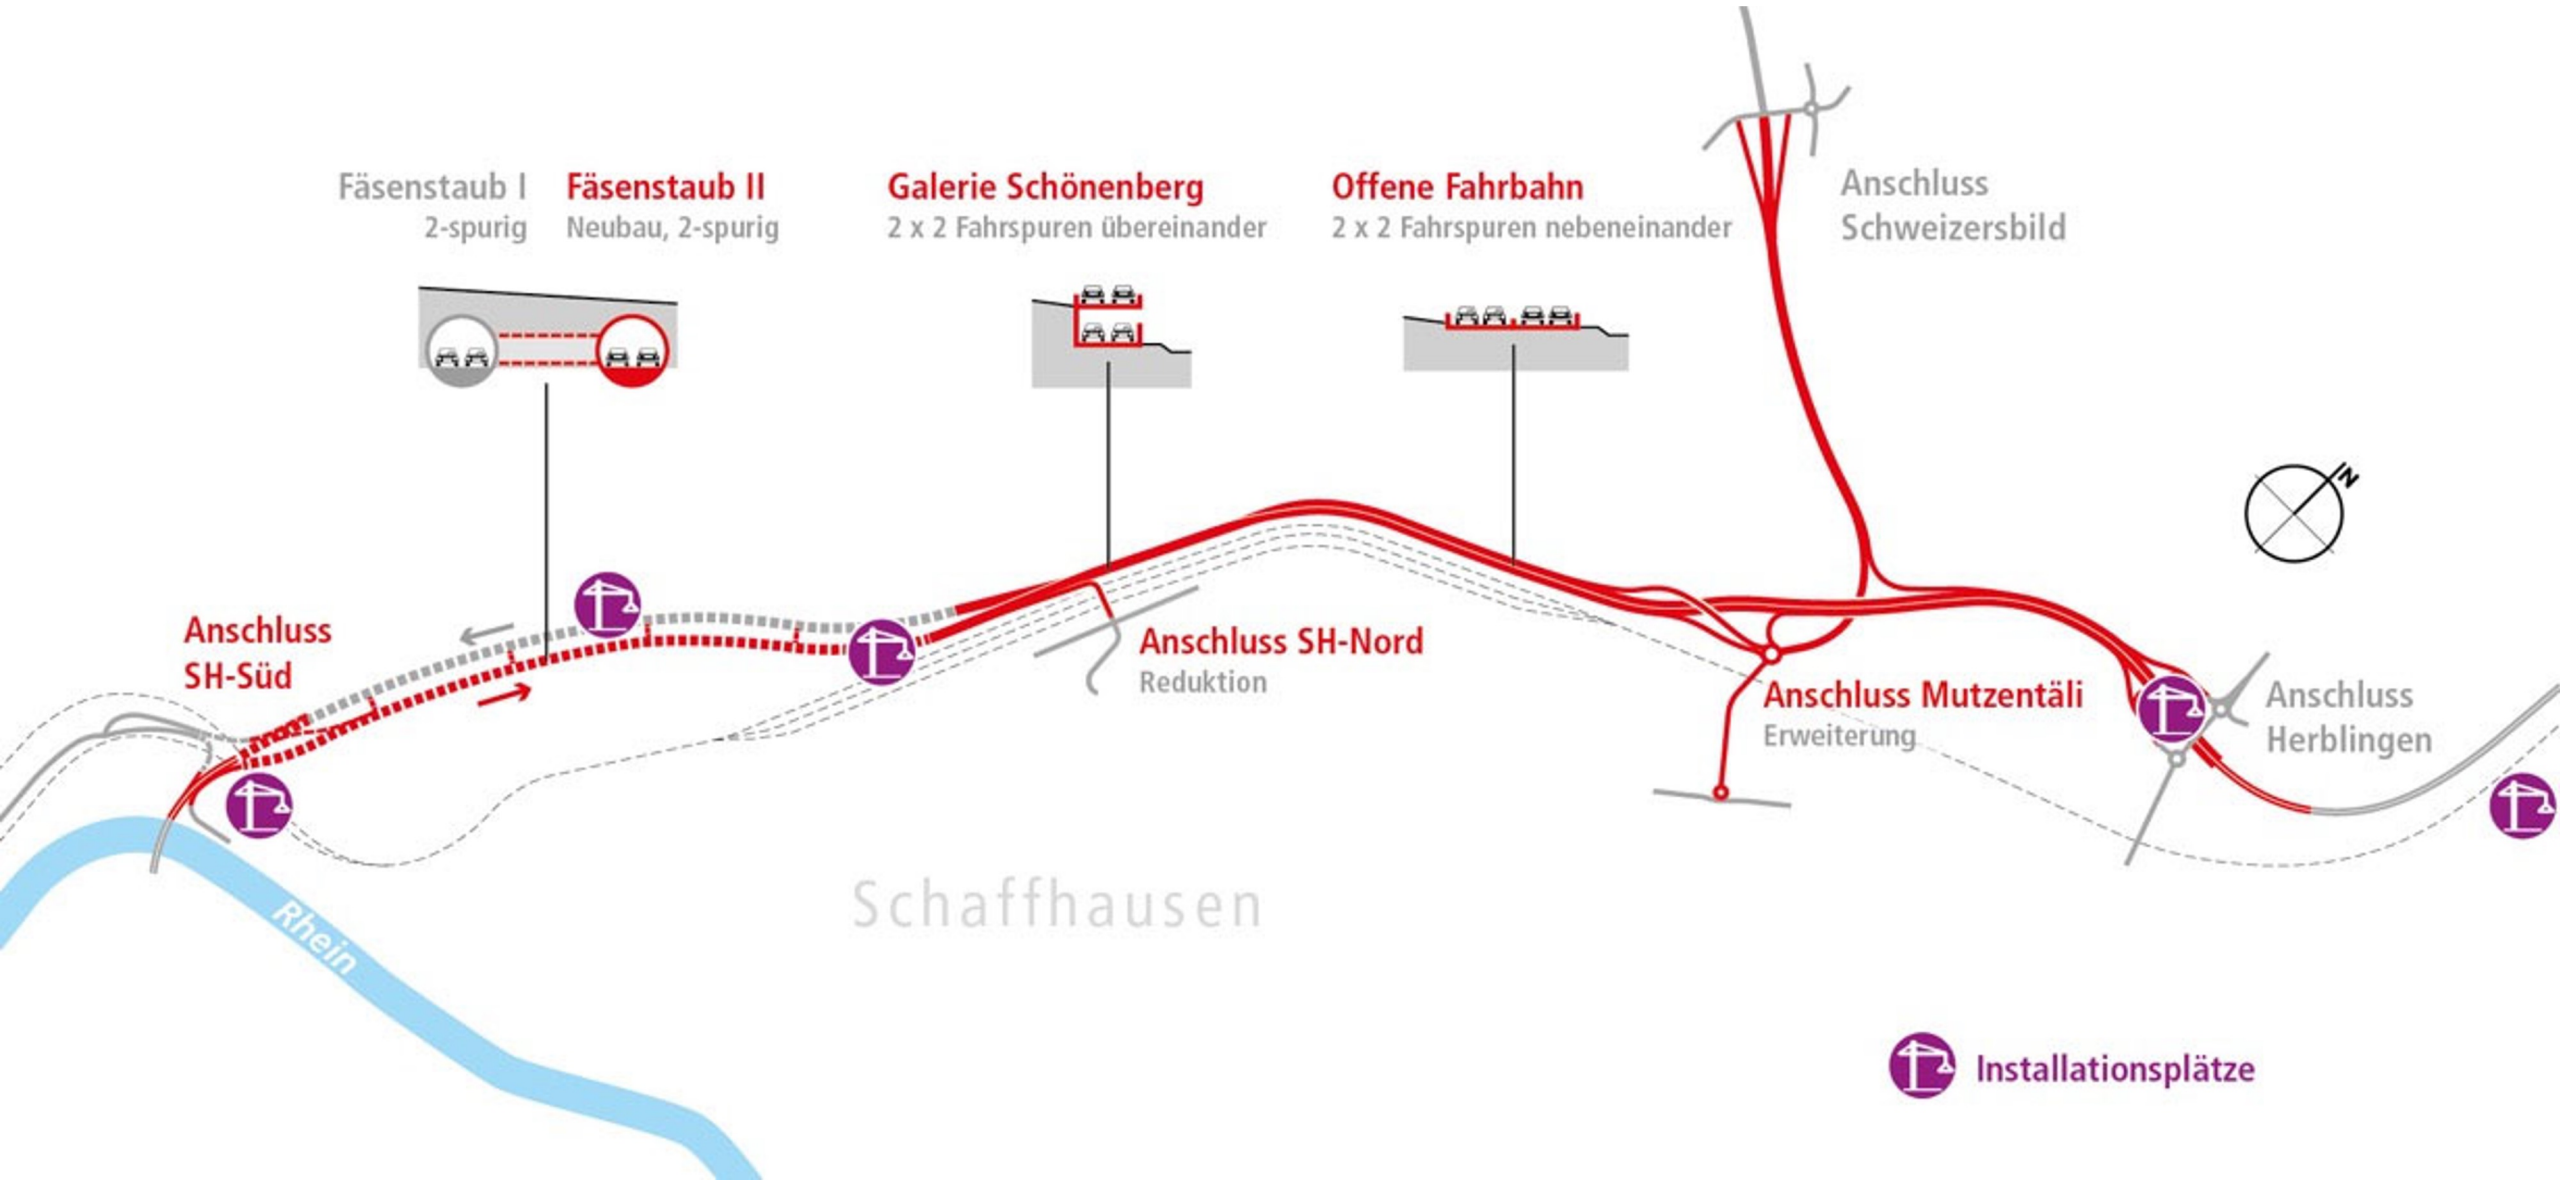 Fäsenstaub I
2-spurig
Fäsenstaub II
Neubau, 2-spurig
Galerie Schönenberg
2 x 2 Fahrspuren übereinander
Offene Fahrbahn
2 x 2 Fahrspuren nebeneinander
Anschluss
Schweizersbild
N
Anschluss
SH-Süd
Anschluss SH-Nord
Reduktion
Anschluss Mutzentäli
Erweiterung
Anschluss
Herblingen
Schaffhausen
Rhein
Installationsplätze